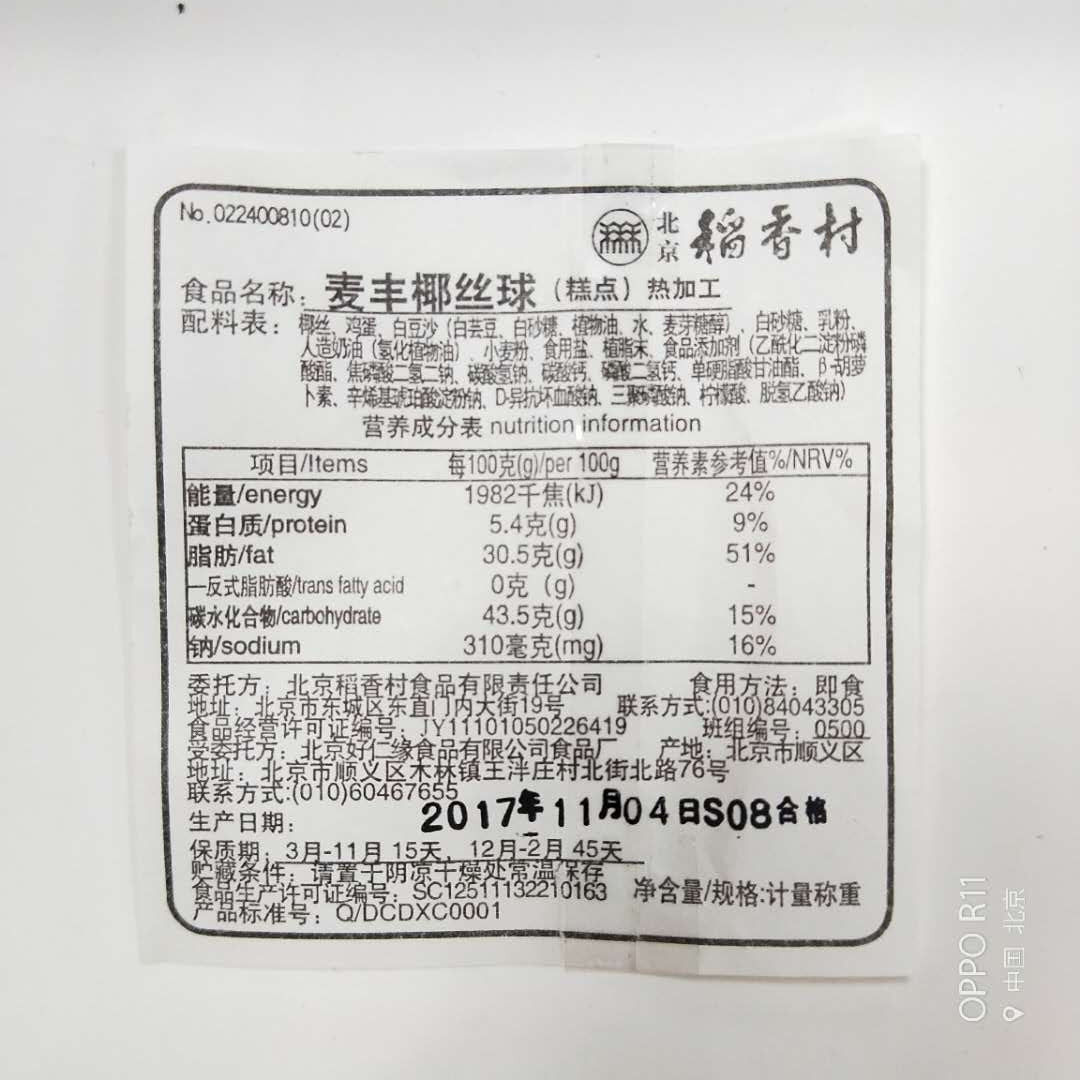 No.022400810(02)
北京 稻香村
食品名称：麦丰椰丝球（糕点）热加工
配料表：椰丝、鸡蛋、白豆沙（白芸豆、白砂糖、植物油、水、麦芽糖醇）、白砂糖、乳粉、
人造奶油（氢化植物油）、小麦粉、食用盐、植脂末、食品添加剂（乙酰化二淀粉磷
酸酯、焦磷酸二氢二钠、碳酸氢钠、碳酸钙、磷酸二氢钙、单硬脂酸甘油酯、β-胡萝
卜素、辛烯基琥珀酸淀粉钠、D-异抗坏血酸钠、三聚磷酸钠、柠檬酸、脱氢乙酸钠）
营养成分表 nutrition information
项目/Items 每100克(g)/per 100g 营养素参考值%/NRV%
能量/energy 1982千焦(kJ) 24%
蛋白质/protein 5.4克(g) 9%
脂肪/fat 30.5克(g) 51%
—反式脂肪酸/trans fatty acid 0克（g） -
碳水化合物/carbohydrate 43.5克(g) 15%
钠/sodium 310毫克(mg) 16%
委托方：北京稻香村食品有限责任公司 食用方法：即食
地址：北京市东城区东直门内大街19号 联系方式:(010)84043305
食品经营许可证编号：JY11101050226419 班组编号：0500
受委托方：北京好仁缘食品有限公司食品厂 产地：北京市顺义区
地址：北京市顺义区木林镇王泮庄村北街北路76号
联系方式:(010)60467655
生产日期：2017年11月04日S08合格
保质期：3月-11月 15天，12月-2月 45天
贮藏条件：请置于阴凉干燥处常温保存
食品生产许可证编号：SC12511132210163 净含量/规格:计量称重
产品标准号：Q/DCDXC0001
OPPO R11
中国 北京